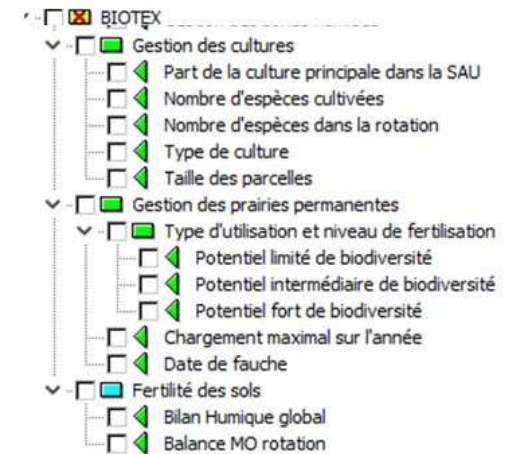 BIOTEX
Gestion des cultures
Part de la culture principale dans la SAU
Nombre d'espèces cultivées
Nombre d'espèces dans la rotation
Type de culture
Taille des parcelles
Gestion des prairies permanentes
Type d'utilisation et niveau de fertilisation
Potentiel limité de biodiversité
Potentiel intermédiaire de biodiversité
Potentiel fort de biodiversité
Chargement maximal sur l'année
Date de fauche
Fertilité des sols
Bilan Humique global
Balance MO rotation